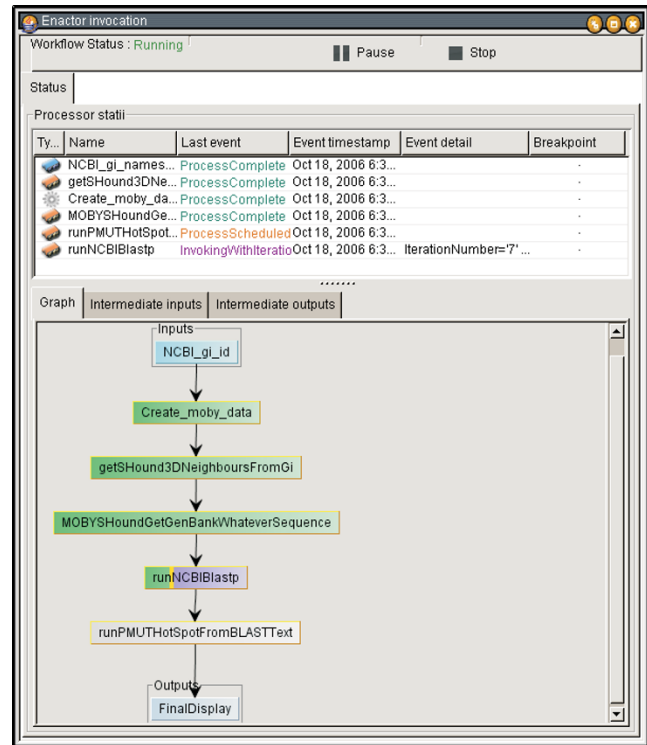 Enactor invocation
Workflow Status : Running
Pause
Stop
Status
Processor statii
Ty... Name Last event Event timestamp Event detail Breakpoint
NCBI_gi_names... ProcessComplete Oct 18, 2006 6:3...
getSHound3DNe... ProcessComplete Oct 18, 2006 6:3...
Create_moby_da... ProcessComplete Oct 18, 2006 6:3...
MOBYSHoundGe... ProcessComplete Oct 18, 2006 6:3...
runPMUTHotSpot... ProcessScheduled Oct 18, 2006 6:3...
runNCBIBlastp InvokingWithIteratio Oct 18, 2006 6:3... IterationNumber='7' ...
Graph Intermediate inputs Intermediate outputs
Inputs
NCBI_gi_id
Create_moby_data
getSHound3DNeighboursFromGi
MOBYSHoundGetGenBankWhateverSequence
runNCBIBlastp
runPMUTHotSpotFromBLASTText
Outputs
FinalDisplay